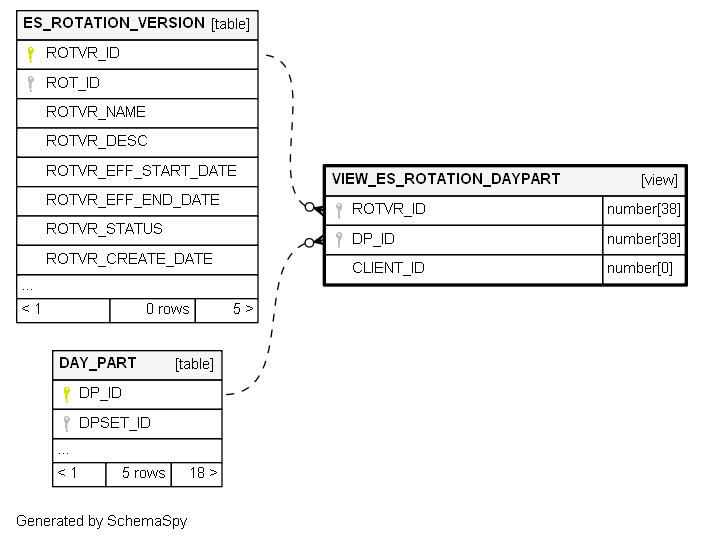 ES_ROTATION_VERSION [table]
ROTVR_ID
ROT_ID
ROTVR_NAME
ROTVR_DESC
ROTVR_EFF_START_DATE
ROTVR_EFF_END_DATE
ROTVR_STATUS
ROTVR_CREATE_DATE
...
< 1 0 rows 5 >
VIEW_ES_ROTATION_DAYPART [view]
ROTVR_ID number[38]
DP_ID number[38]
CLIENT_ID number[0]
DAY_PART [table]
DP_ID
DPSET_ID
...
< 1 5 rows 18 >
Generated by SchemaSpy